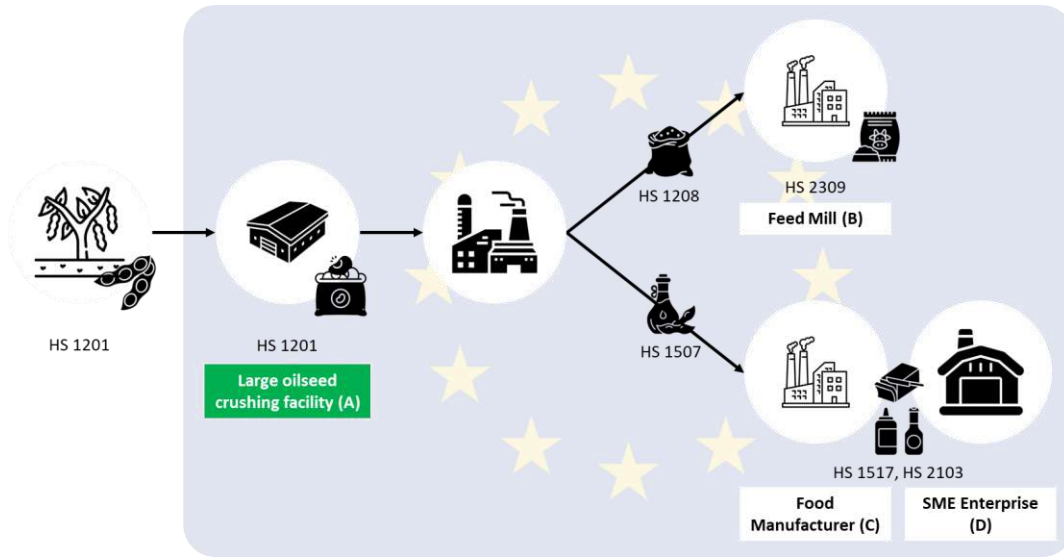 HS 1201
HS 1201
Large oilseed
crushing facility (A)
HS 1208
HS 1507
HS 2309
Feed Mill (B)
HS 1517, HS 2103
Food
Manufacturer (C)
SME Enterprise
(D)